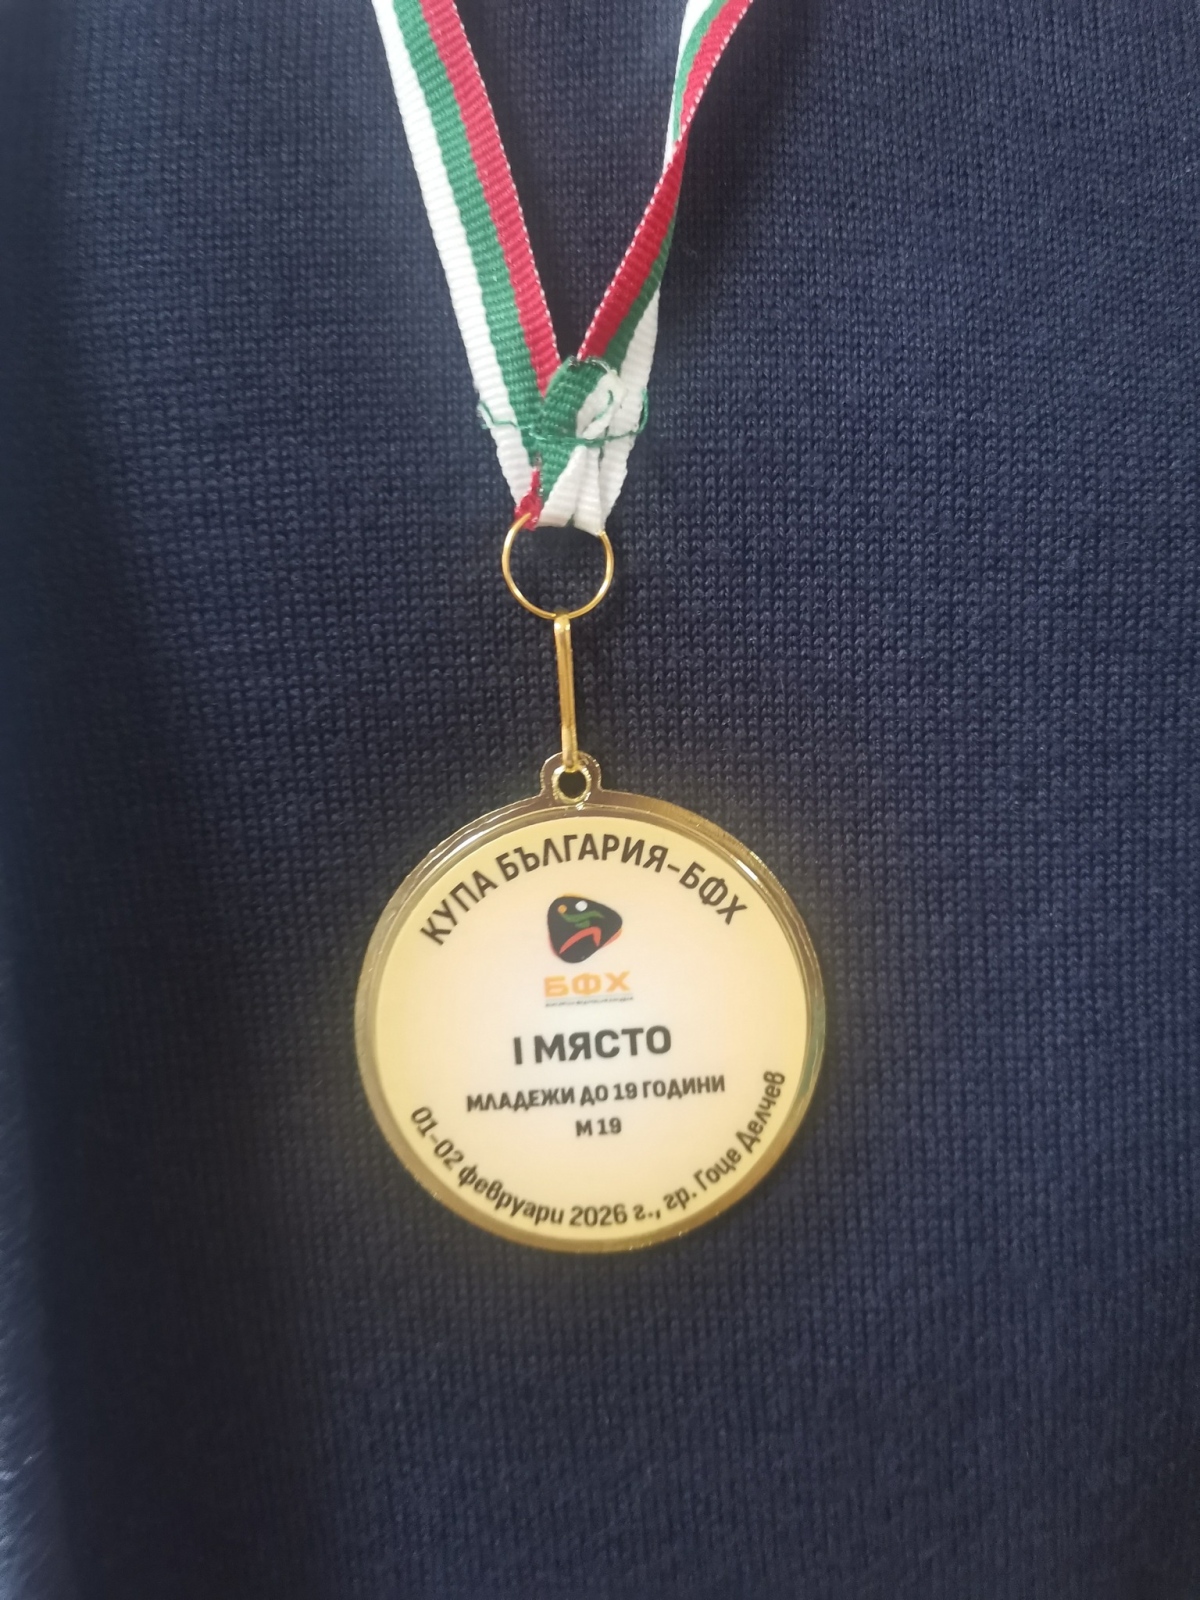 КУПА БЪЛГАРИЯ-БФХ
БФХ
I МЯСТО
МЛАДЕЖИ ДО 19 ГОДИНИ
М 19
01-02 февруари 2026 г., гр. Гоце Делчев